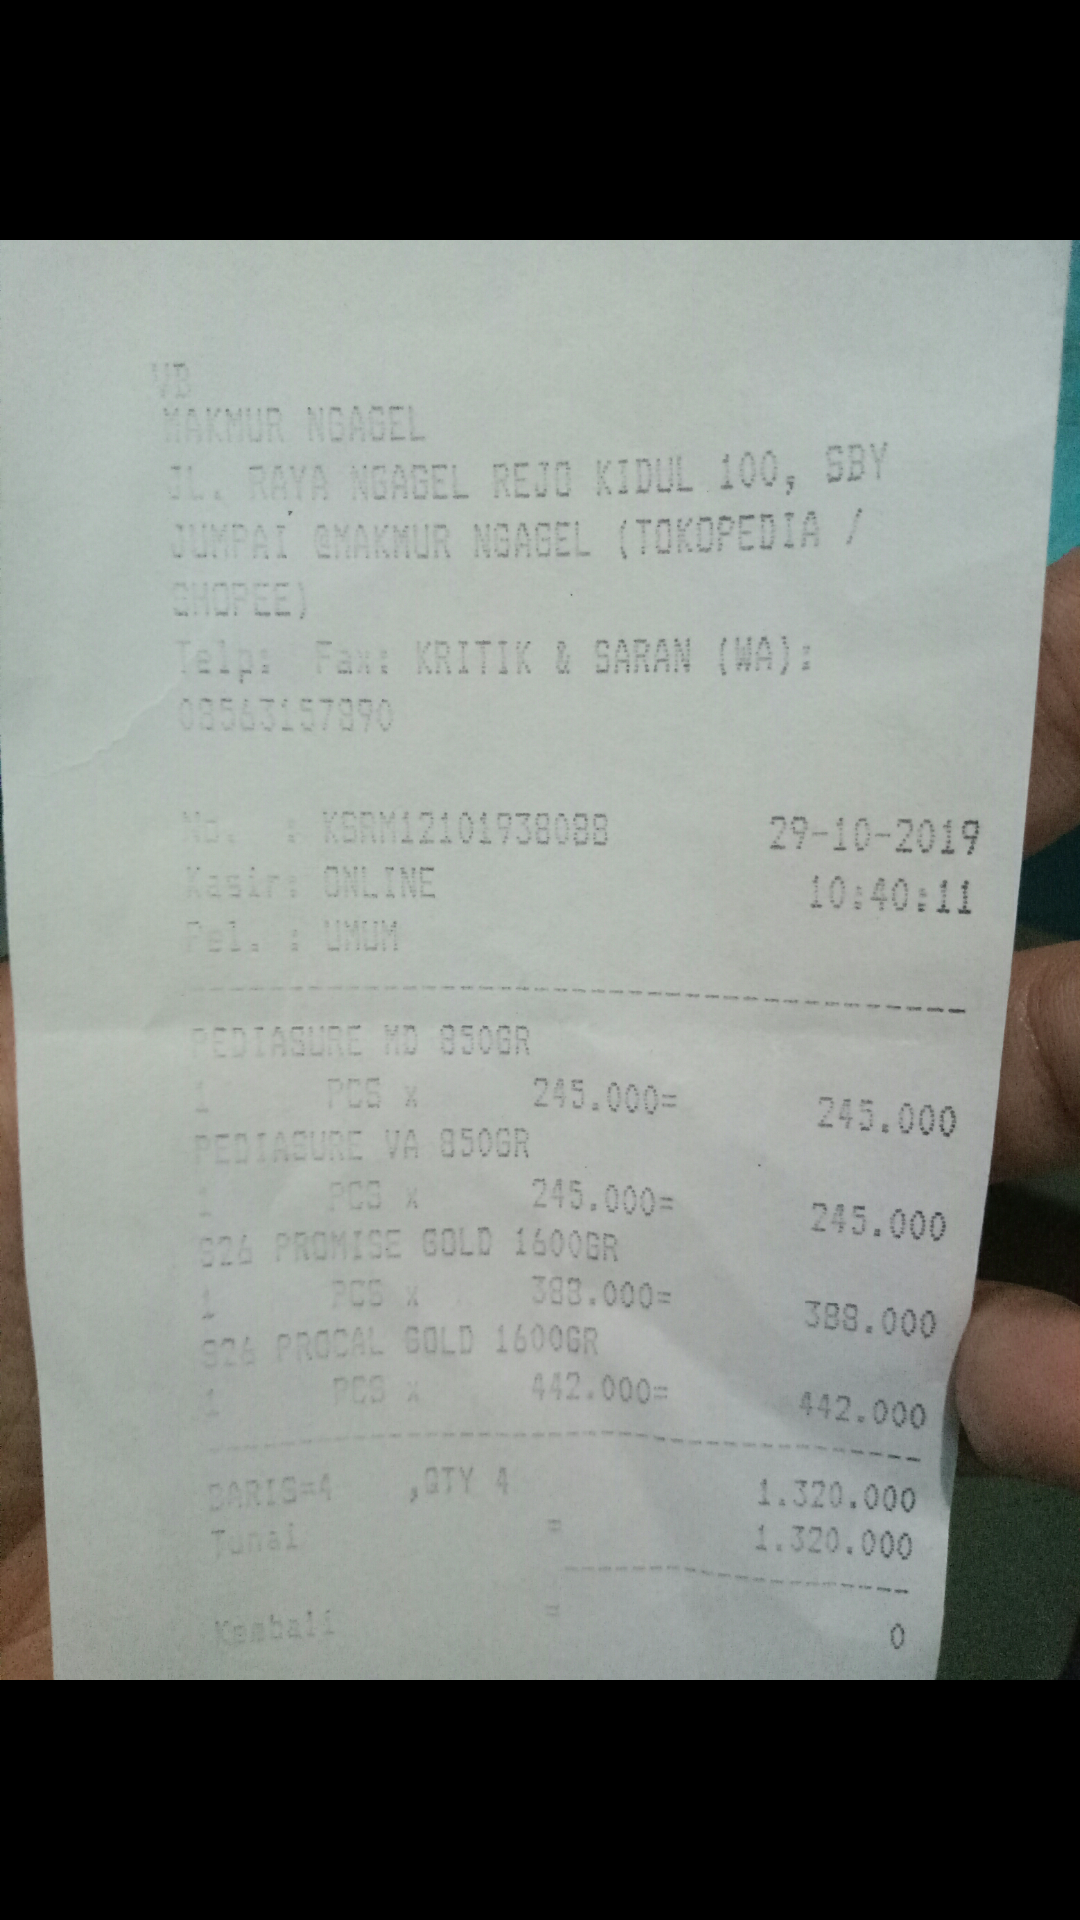 VB
MAKMUR NGAGEL
JL. RAYA NGAGEL REJO KIDUL 100, SBY
JUMPAI @MAKMUR NGAGEL (TOKOPEDIA /
SHOPEE)
Telp: Fax: KRITIK & SARAN (WA):
08563157890
No. : KSRM12101938088 29-10-2019
Kasir: ONLINE 10:40:11
Pel. : UMUM
PEDIASURE MD 850GR
1 PCS x 245.000= 245.000
PEDIASURE VA 850GR
1 PCS x 245.000= 245.000
S26 PROMISE GOLD 1600GR
1 PCS x 388.000= 388.000
S26 PROCAL GOLD 1600GR
1 PCS x 442.000= 442.000
BARIS=4 ,QTY 4 1.320.000
Tunai = 1.320.000
Kembali = 0